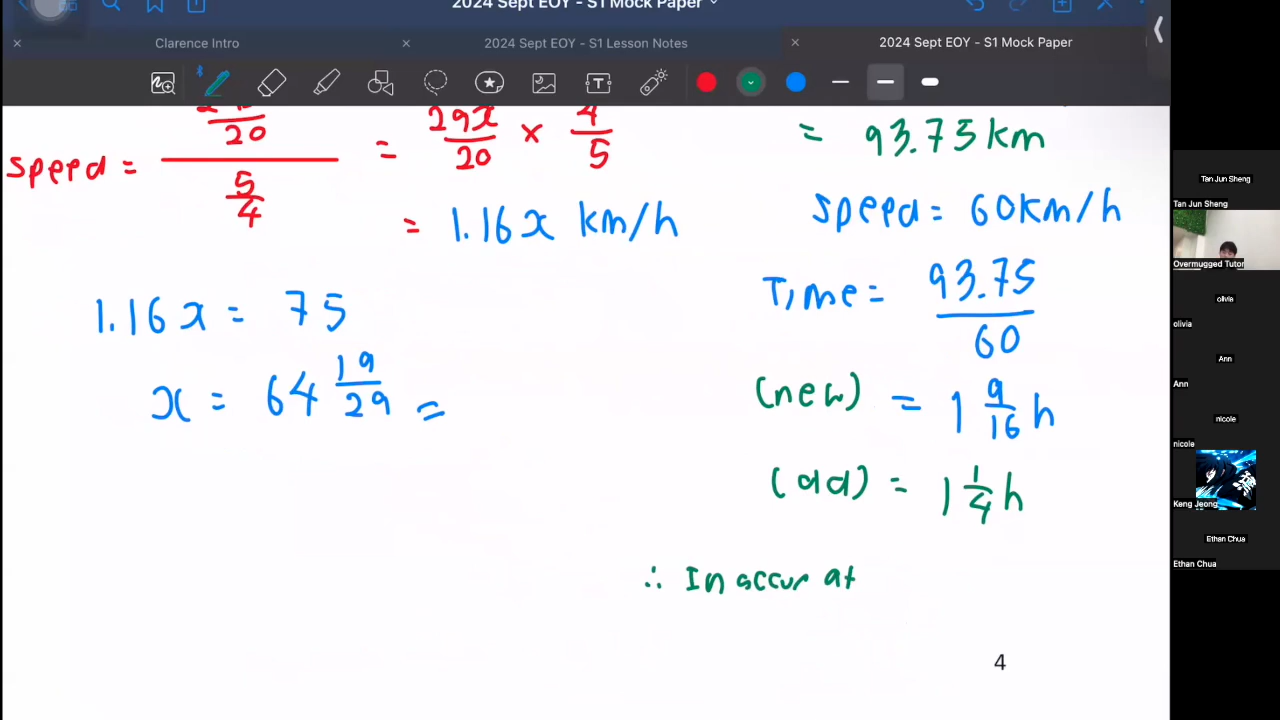 2024 Sept EOY - S1 Mock Paper
Clarence Intro
2024 Sept EOY - S1 Lesson Notes
2024 Sept EOY - S1 Mock Paper
speed = /20 / 5/4 = 29x/20 × 4/5
= 1.16x km/h
1.16x = 75
x = 64 19/29 =
= 93.75 km
speed = 60km/h
Time = 93.75/60
(new) = 1 9/16 h
(old) = 1 1/4 h
∴ In accur at
4
Tan Jun Sheng
Tan Jun Sheng
Overmugged Tutor
olivia
olivia
Ann
Ann
nicole
nicole
Keng Jeong
Ethan Chua
Ethan Chua